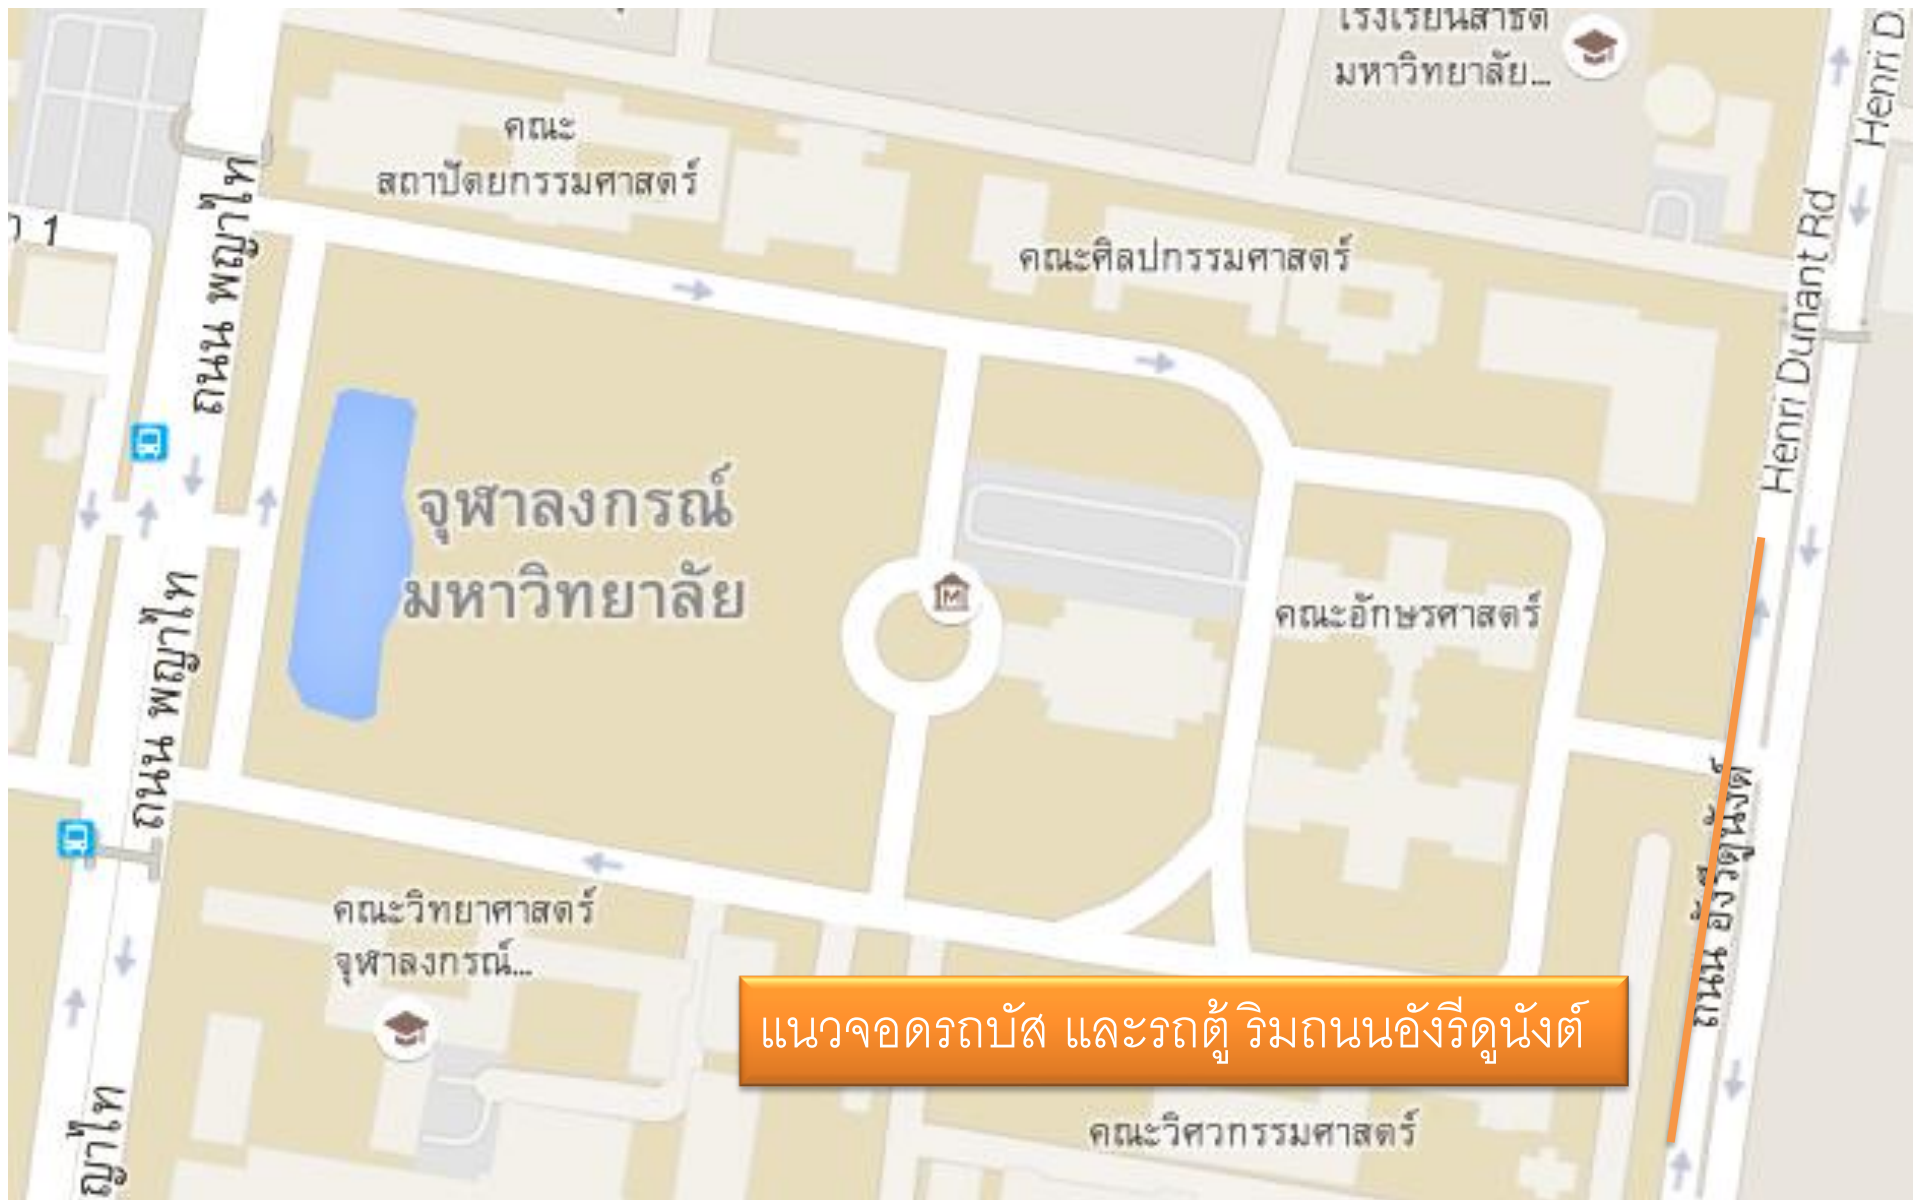 โรงเรียนสาธิต
มหาวิทยาลัย...
Henri D
คณะ
สถาปัตยกรรมศาสตร์
ถนน พญาไท
1
คณะศิลปกรรมศาสตร์
Henri Dunant Rd
จุฬาลงกรณ์
มหาวิทยาลัย
คณะอักษรศาสตร์
ถนน พญาไท
ถนน อังรีดูนังต์
คณะวิทยาศาสตร์
จุฬาลงกรณ์...
แนวจอดรถบัส และรถตู้ ริมถนนอังรีดูนังต์
คณะวิศวกรรมศาสตร์
ญาไท